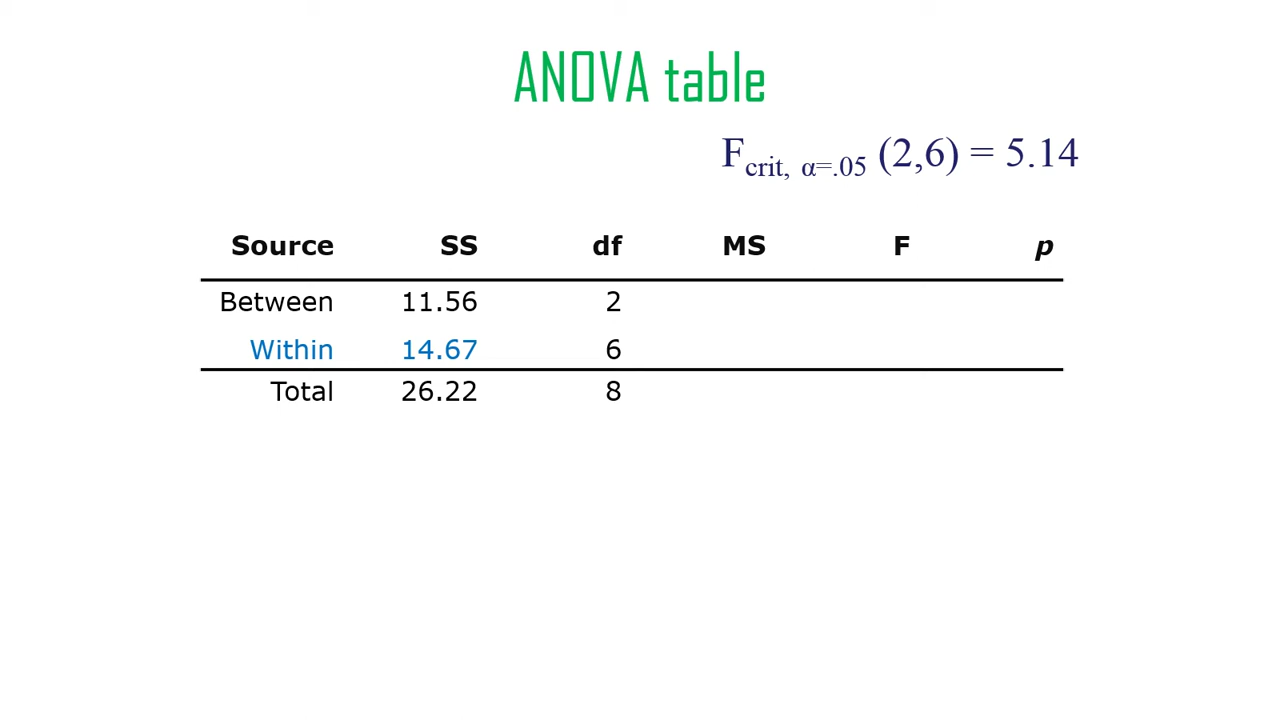 ANOVA table
Fcrit, α=.05 (2,6) = 5.14
Source SS df MS F p
Between 11.56 2
Within 14.67 6
Total 26.22 8